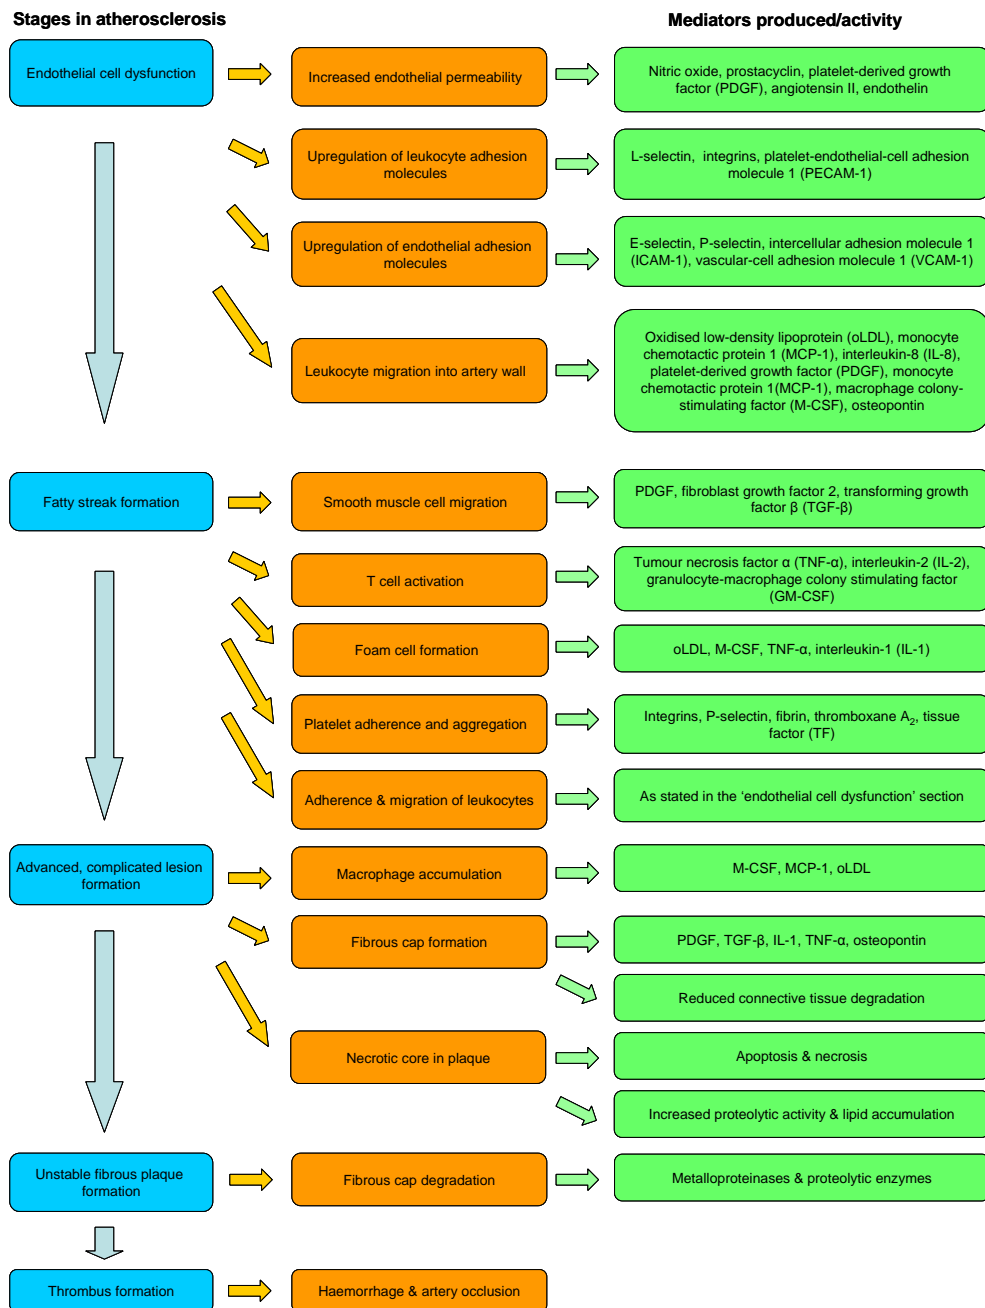 Stages in atherosclerosis
Mediators produced/activity
Endothelial cell dysfunction
Increased endothelial permeability
Nitric oxide, prostacyclin, platelet-derived growth
factor (PDGF), angiotensin II, endothelin
Upregulation of leukocyte adhesion
molecules
L-selectin, integrins, platelet-endothelial-cell adhesion
molecule 1 (PECAM-1)
Upregulation of endothelial adhesion
molecules
E-selectin, P-selectin, intercellular adhesion molecule 1
(ICAM-1), vascular-cell adhesion molecule 1 (VCAM-1)
Leukocyte migration into artery wall
Oxidised low-density lipoprotein (oLDL), monocyte
chemotactic protein 1 (MCP-1), interleukin-8 (IL-8),
platelet-derived growth factor (PDGF), monocyte
chemotactic protein 1(MCP-1), macrophage colony-
stimulating factor (M-CSF), osteopontin
Fatty streak formation
Smooth muscle cell migration
PDGF, fibroblast growth factor 2, transforming growth
factor β (TGF-β)
T cell activation
Tumour necrosis factor α (TNF-α), interleukin-2 (IL-2),
granulocyte-macrophage colony stimulating factor
(GM-CSF)
Foam cell formation
oLDL, M-CSF, TNF-α, interleukin-1 (IL-1)
Platelet adherence and aggregation
Integrins, P-selectin, fibrin, thromboxane A₂, tissue
factor (TF)
Adherence & migration of leukocytes
As stated in the ‘endothelial cell dysfunction’ section
Advanced, complicated lesion
formation
Macrophage accumulation
M-CSF, MCP-1, oLDL
Fibrous cap formation
PDGF, TGF-β, IL-1, TNF-α, osteopontin
Reduced connective tissue degradation
Necrotic core in plaque
Apoptosis & necrosis
Increased proteolytic activity & lipid accumulation
Unstable fibrous plaque
formation
Fibrous cap degradation
Metalloproteinases & proteolytic enzymes
Thrombus formation
Haemorrhage & artery occlusion